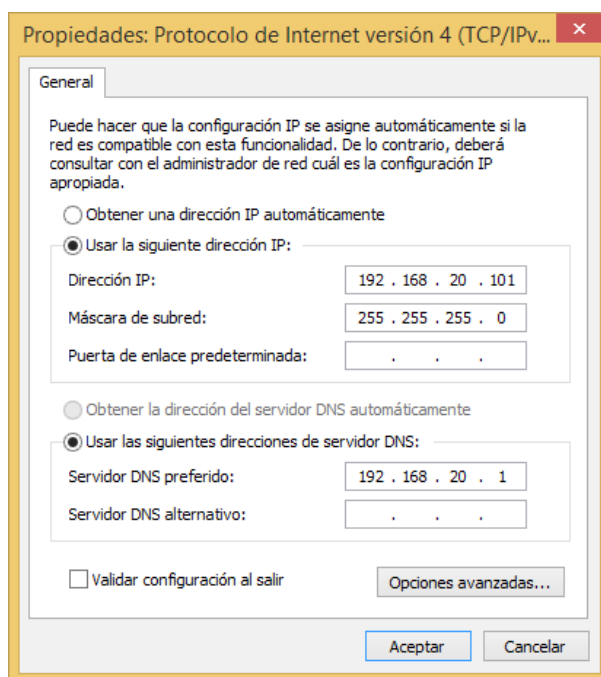 Propiedades: Protocolo de Internet versión 4 (TCP/IPv...
General
Puede hacer que la configuración IP se asigne automáticamente si la
red es compatible con esta funcionalidad. De lo contrario, deberá
consultar con el administrador de red cuál es la configuración IP
apropiada.
Obtener una dirección IP automáticamente
Usar la siguiente dirección IP:
Dirección IP: 192 . 168 . 20 . 101
Máscara de subred: 255 . 255 . 255 . 0
Puerta de enlace predeterminada: . . .
Obtener la dirección del servidor DNS automáticamente
Usar las siguientes direcciones de servidor DNS:
Servidor DNS preferido: 192 . 168 . 20 . 1
Servidor DNS alternativo: . . .
Validar configuración al salir Opciones avanzadas...
Aceptar Cancelar